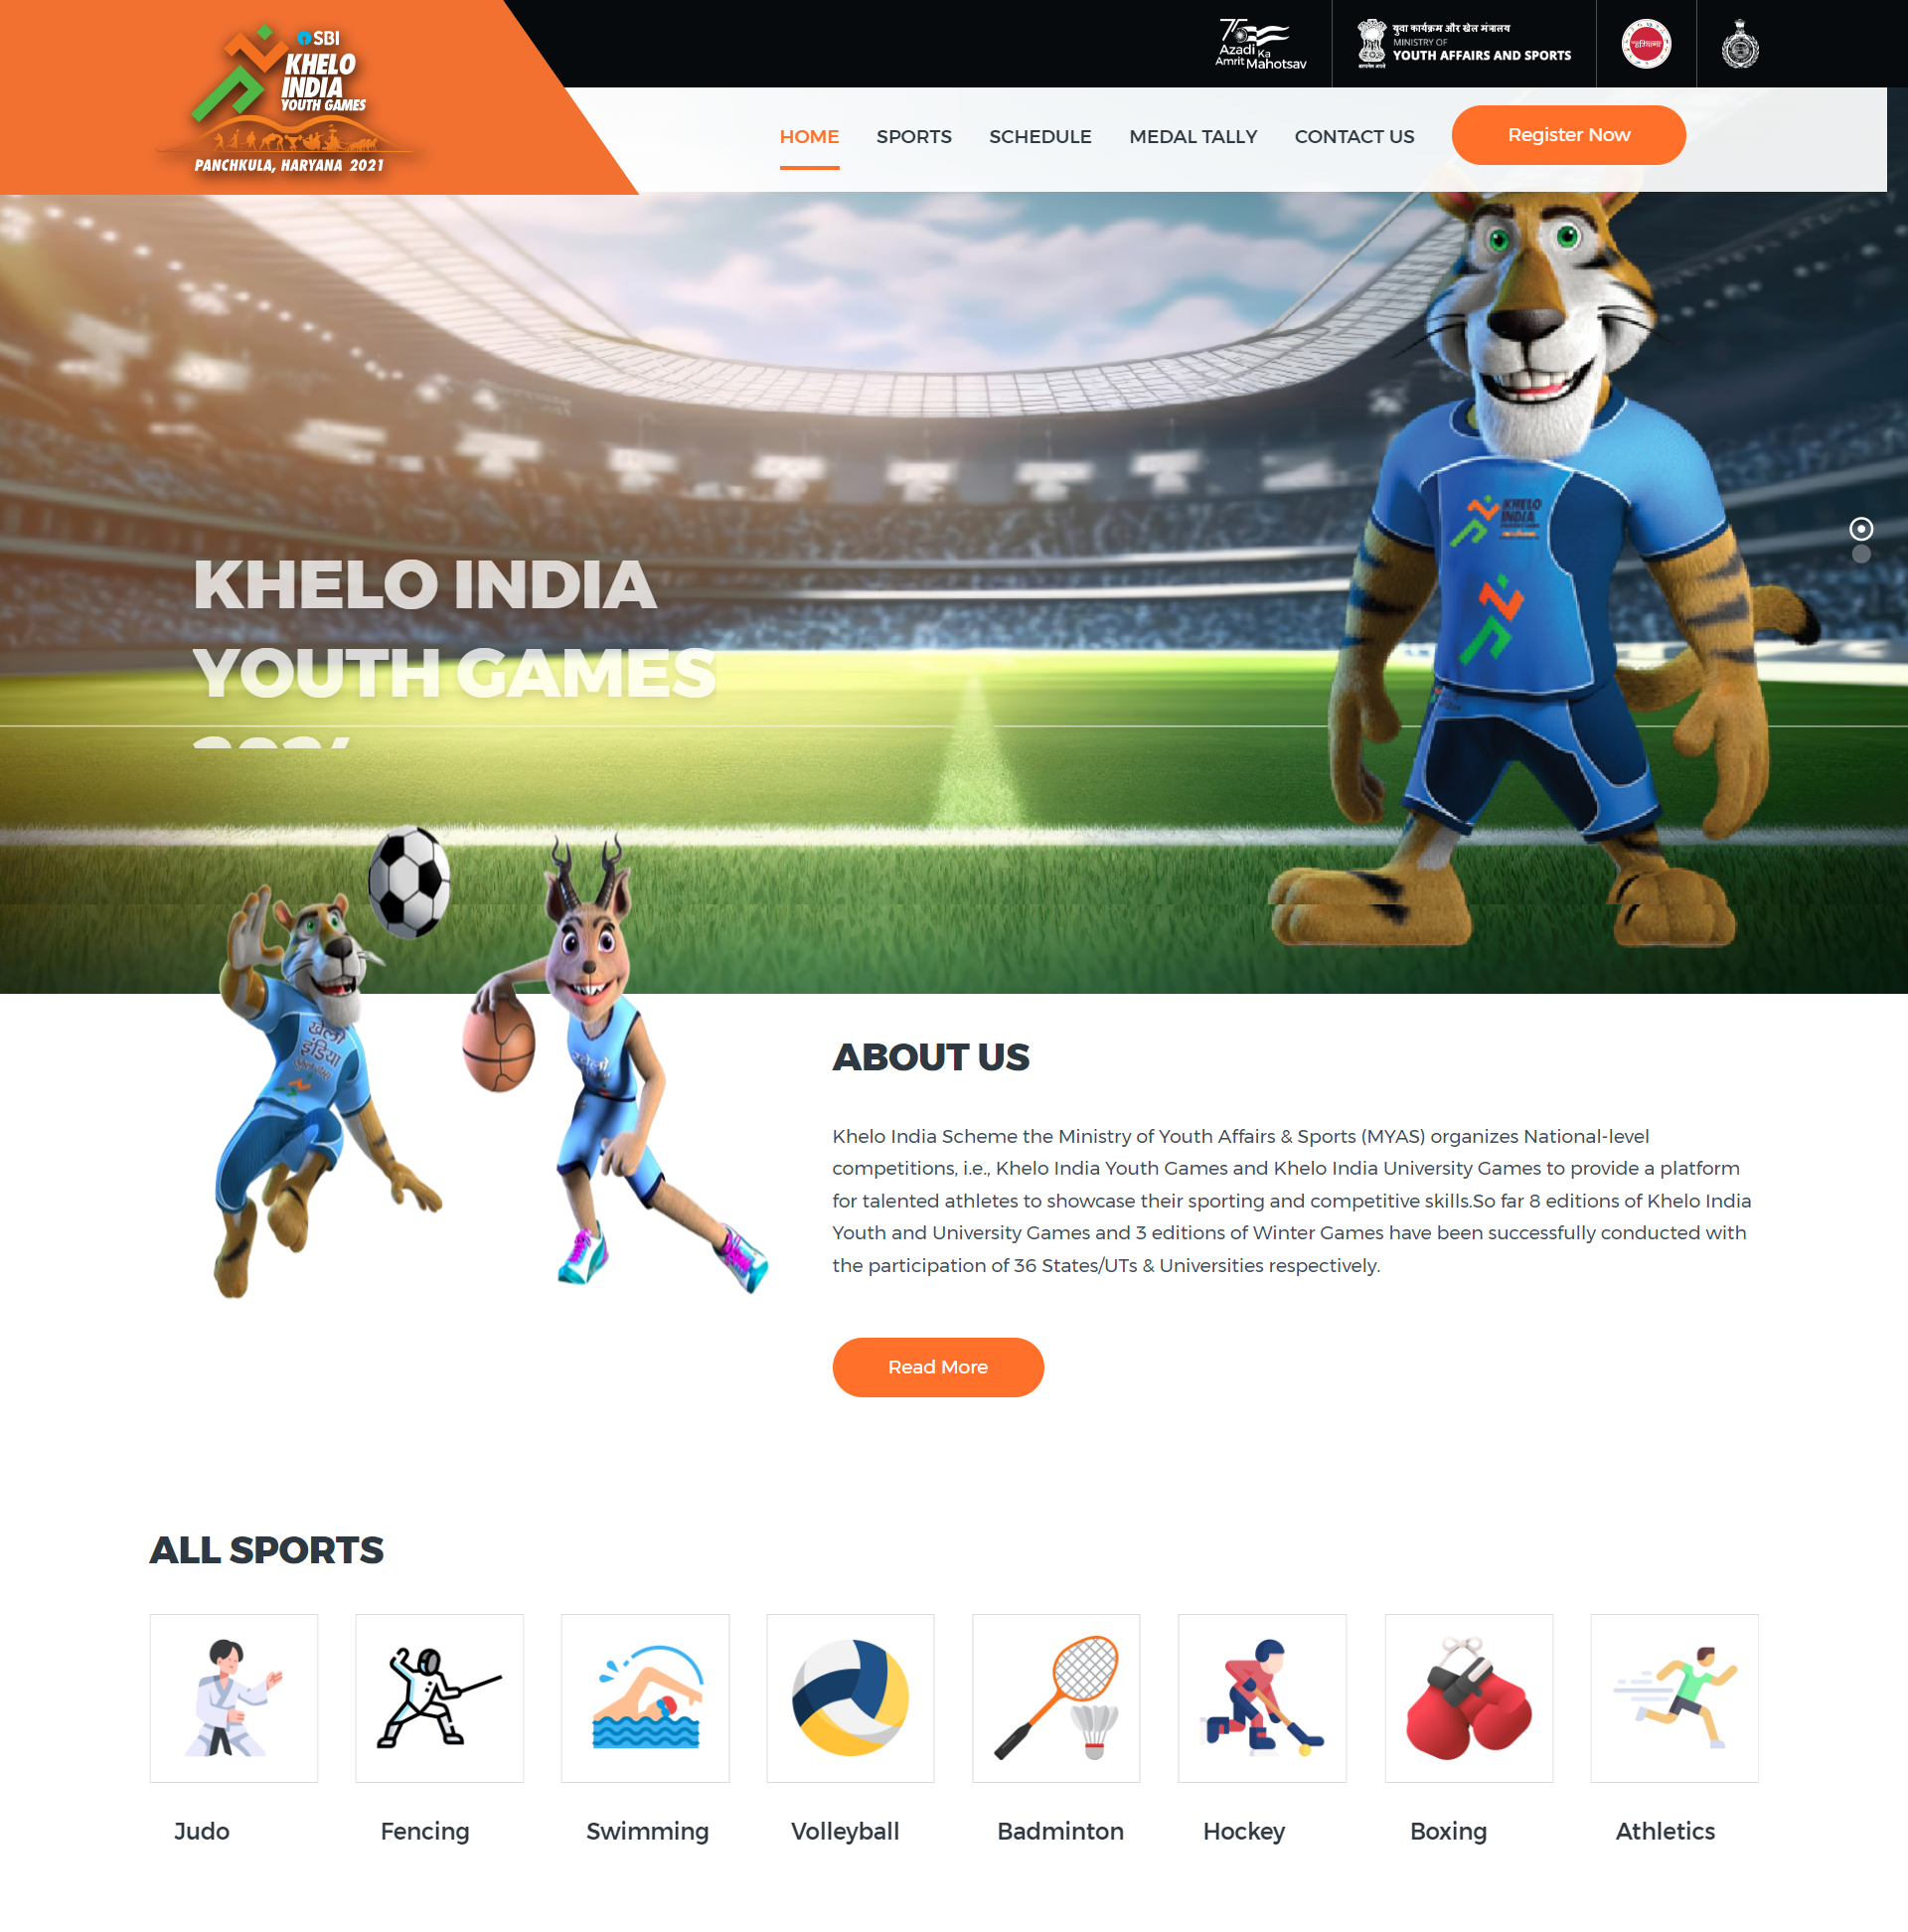 SBI
KHELO
INDIA
YOUTH GAMES
PANCHKULA, HARYANA 2021
75
Azadi Ka
Amrit Mahotsav
युवा कार्यक्रम और खेल मंत्रालय
MINISTRY OF
YOUTH AFFAIRS AND SPORTS
सत्यमेव जयते
HOME
SPORTS
SCHEDULE
MEDAL TALLY
CONTACT US
Register Now
KHELO
INDIA
KHELO INDIA
YOUTH GAMES
खेलो
इंडिया
ABOUT US
Khelo India Scheme the Ministry of Youth Affairs & Sports (MYAS) organizes National-level
competitions, i.e., Khelo India Youth Games and Khelo India University Games to provide a platform
for talented athletes to showcase their sporting and competitive skills.So far 8 editions of Khelo India
Youth and University Games and 3 editions of Winter Games have been successfully conducted with
the participation of 36 States/UTs & Universities respectively.
Read More
ALL SPORTS
Judo
Fencing
Swimming
Volleyball
Badminton
Hockey
Boxing
Athletics